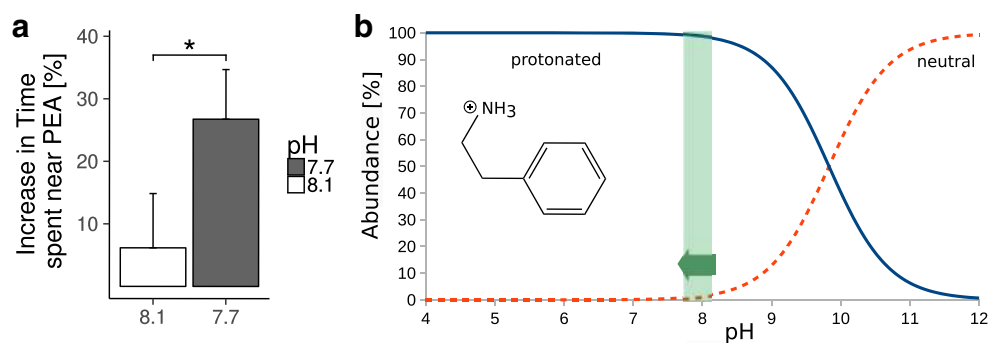 a
Increase in Time
spent near PEA [%]
40
30
20
10
*
8.1
7.7
pH
7.7
8.1
b
Abundance [%]
100
90
80
70
60
50
40
30
20
10
0
protonated
neutral
⊕ NH3
4 5 6 7 8 9 10 11 12
pH